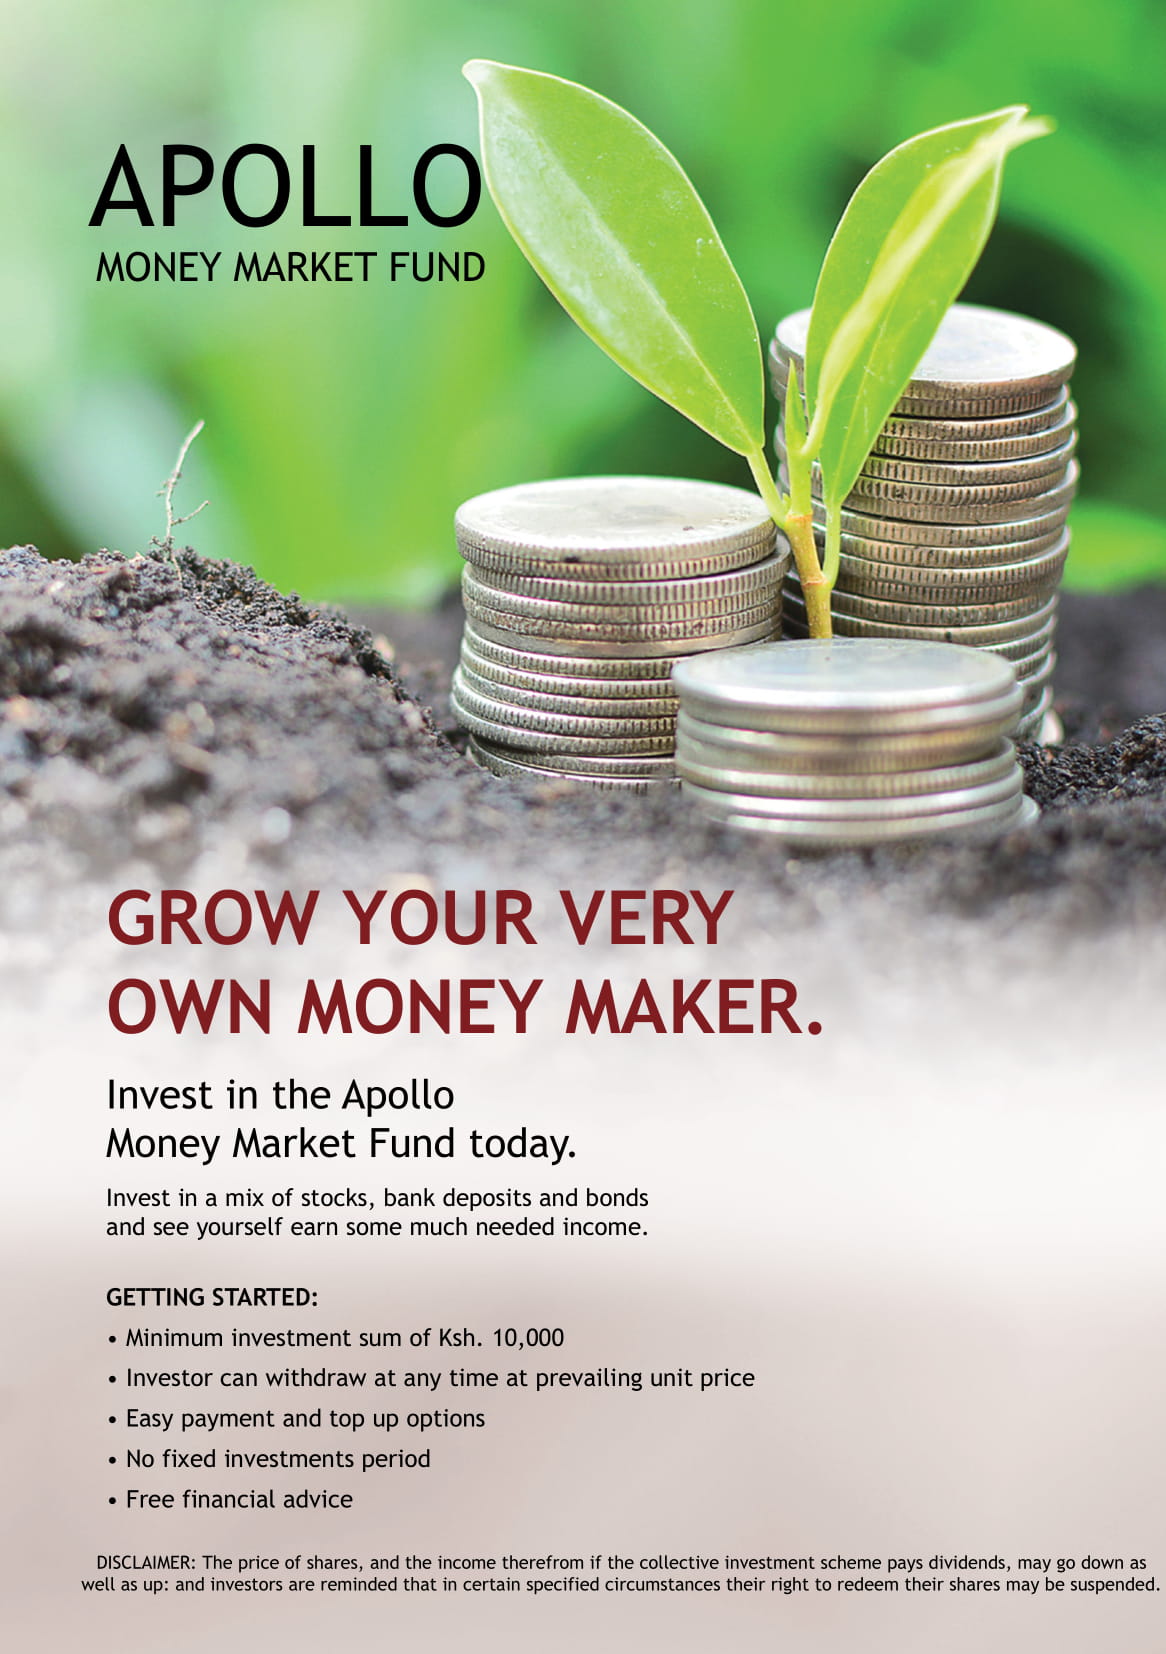 APOLLO
MONEY MARKET FUND
GROW YOUR VERY
OWN MONEY MAKER.
Invest in the Apollo
Money Market Fund today.
Invest in a mix of stocks, bank deposits and bonds
and see yourself earn some much needed income.
GETTING STARTED:
• Minimum investment sum of Ksh. 10,000
• Investor can withdraw at any time at prevailing unit price
• Easy payment and top up options
• No fixed investments period
• Free financial advice
DISCLAIMER: The price of shares, and the income therefrom if the collective investment scheme pays dividends, may go down as
well as up: and investors are reminded that in certain specified circumstances their right to redeem their shares may be suspended.